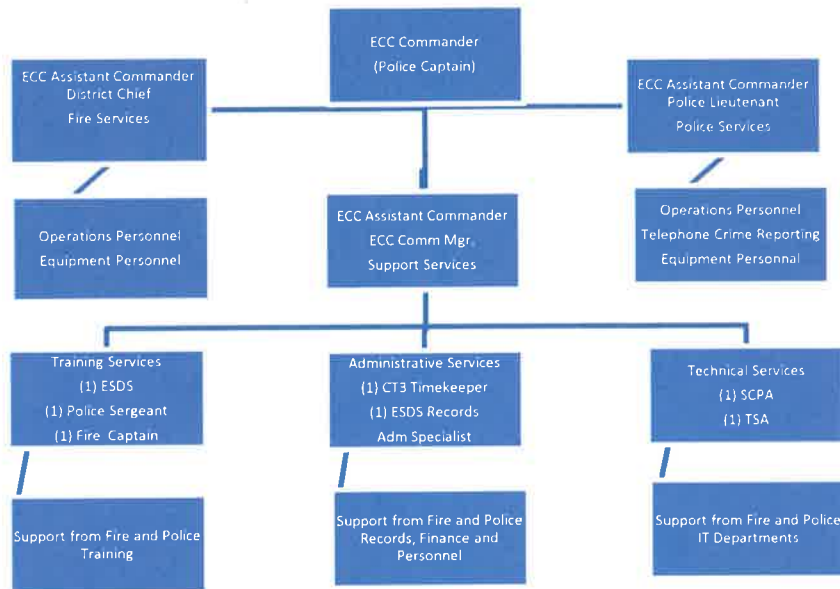 ECC Commander
(Police Captain)
ECC Assistant Commander
District Chief
Fire Services
ECC Assistant Commander
Police Lieutenant
Police Services
Operations Personnel
Equipment Personnel
ECC Assistant Commander
ECC Comm Mgr.
Support Services
Operations Personnel
Telephone Crime Reporting
Equipment Personnal
Training Services
(1) ESDS
(1) Police Sergeant
(1) Fire Captain
Administrative Services
(1) CT3 Timekeeper
(1) ESDS Records
Adm Specialist
Technical Services
(1) SCPA
(1) TSA
Support from Fire and Police
Training
Support from Fire and Police
Records, Finance and
Personnel
Support from Fire and Police
IT Departments